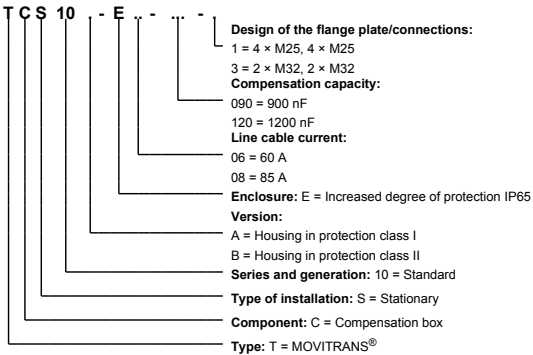 T C S 10 . - E .. - ... - .
Design of the flange plate/connections:
1 = 4 × M25, 4 × M25
3 = 2 × M32, 2 × M32
Compensation capacity:
090 = 900 nF
120 = 1200 nF
Line cable current:
06 = 60 A
08 = 85 A
Enclosure: E = Increased degree of protection IP65
Version:
A = Housing in protection class I
B = Housing in protection class II
Series and generation: 10 = Standard
Type of installation: S = Stationary
Component: C = Compensation box
Type: T = MOVITRANS®